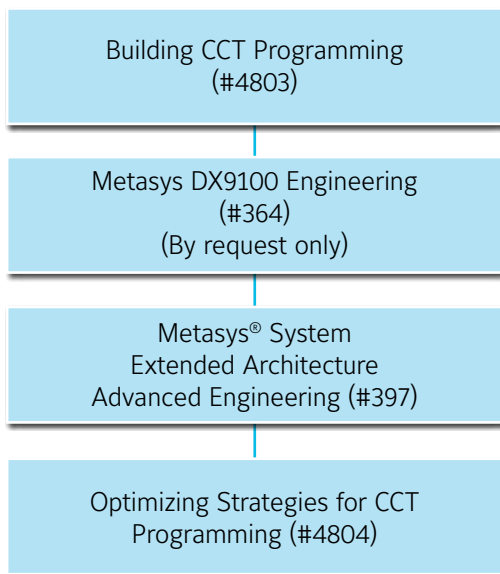 Building CCT Programming
(#4803)
Metasys DX9100 Engineering
(#364)
(By request only)
Metasys® System
Extended Architecture
Advanced Engineering (#397)
Optimizing Strategies for CCT
Programming (#4804)